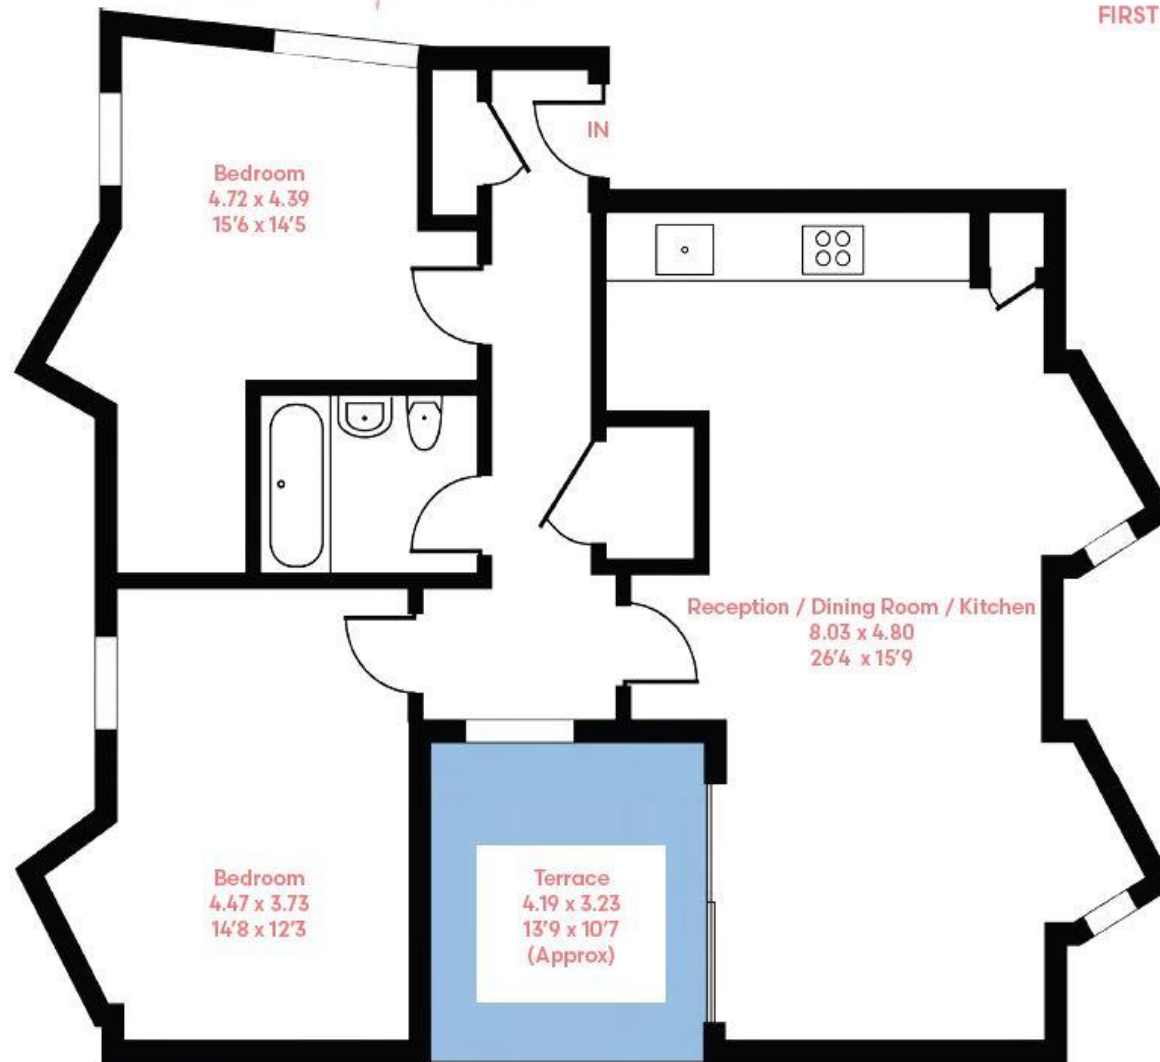 FIRST
IN
Bedroom
4.72 x 4.39
15'6 x 14'5
Reception / Dining Room / Kitchen
8.03 x 4.80
26'4 x 15'9
Bedroom
4.47 x 3.73
14'8 x 12'3
Terrace
4.19 x 3.23
13'9 x 10'7
(Approx)